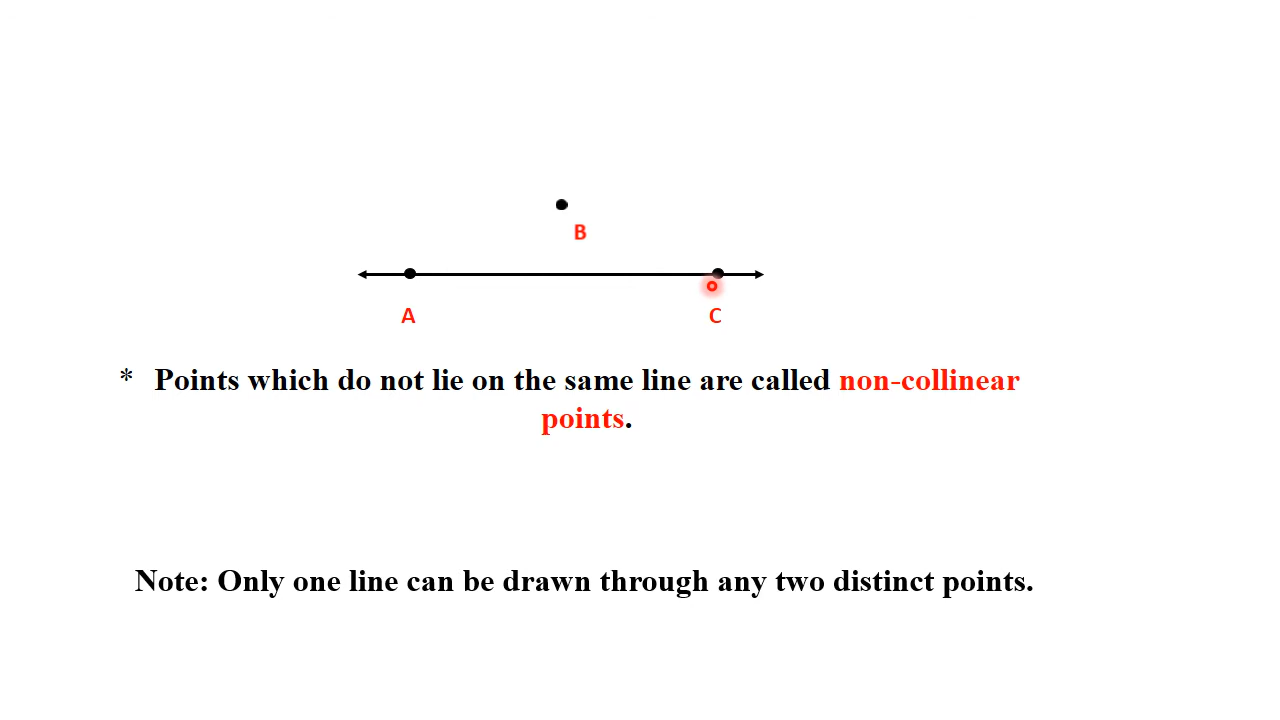 B
A C
* Points which do not lie on the same line are called non-collinear
points.
Note: Only one line can be drawn through any two distinct points.